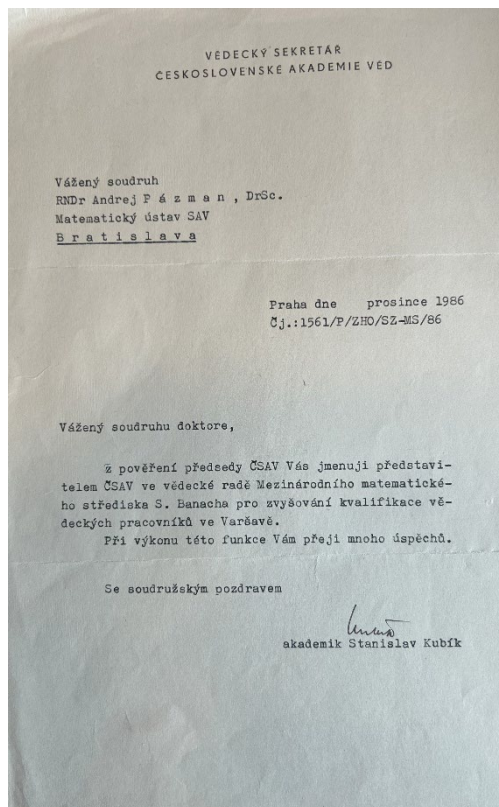 VĚDECKÝ SEKRETÁŘ
ČESKOSLOVENSKÉ AKADEMIE VĚD
Vážený soudruh
RNDr Andrej P á z m a n , DrSc.
Matematický ústav SAV
B r a t i s l a v a
Praha dne prosince 1986
Čj.:1561/P/ZHO/SZ-MS/86
Vážený soudruhu doktore,
z pověření předsedy ČSAV Vás jmenuji představi-
telem ČSAV ve vědecké radě Mezinárodního matematické-
ho střediska S. Banacha pro zvyšování kvalifikace vě-
deckých pracovníků ve Varšavě.
Při výkonu této funkce Vám přeji mnoho úspěchů.
Se soudružským pozdravem
akademik Stanislav Kubík